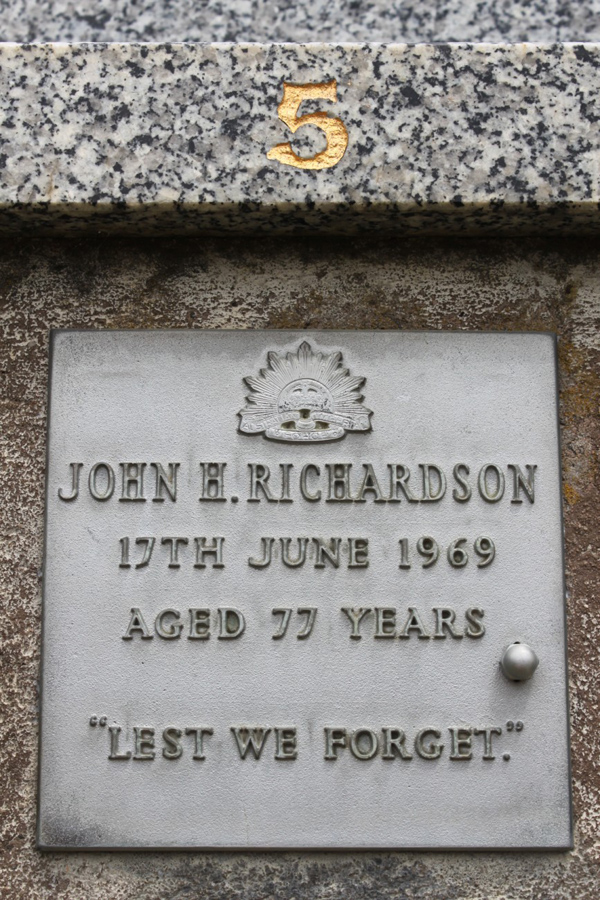 5
JOHN H. RICHARDSON
17TH JUNE 1969
AGED 77 YEARS
“LEST WE FORGET.”